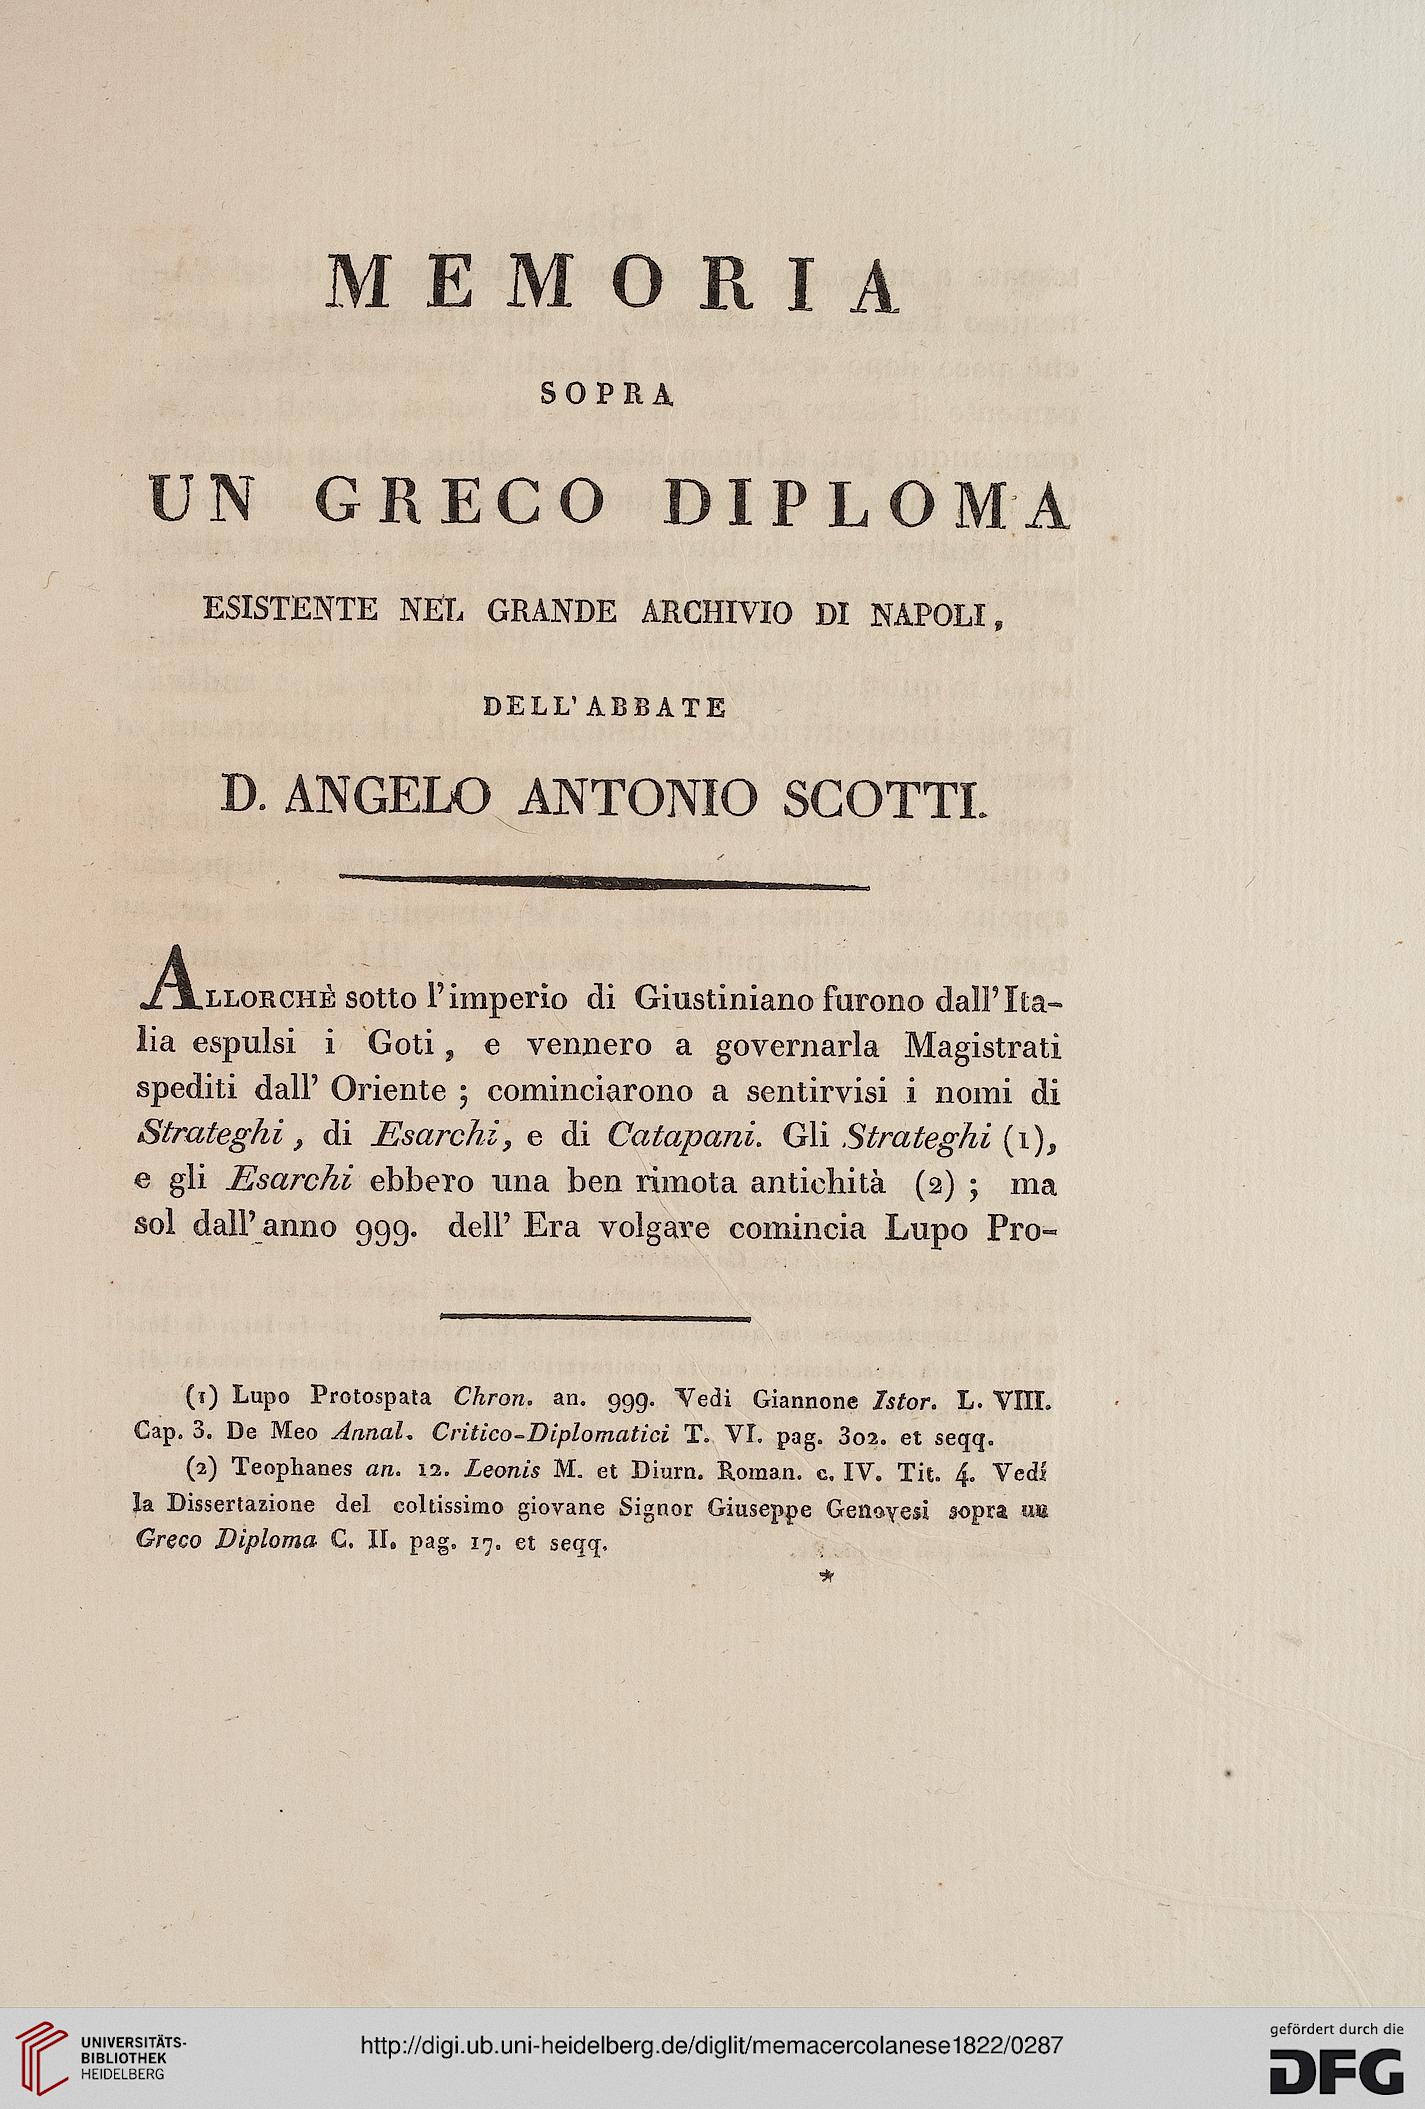 MEMORIA
SOPRA
UN GRECO DIPLOMA
ESISTENTE NEL GRANDE ARCHIVIO DI NAPOLI,
DELL'ABBATE
D. ANGELO ANTONIO SCOTTI.
ALLORCHÈ sotto l'imperio di Giustiniano furono dall'Ita-
lia espulsi i Goti, e vennero a governarla Magistrati
spediti dall' Oriente; cominciarono a sentirvisi i nomi di
Strateghi, di Esarchi, e di Catapani. Gli Strateghi (1),
e gli Esarchi ebbero una ben rimota antichità (2); ma
sol dall'anno 999. dell' Era volgare comincia Lupo Pro-
(1) Lupo Protospata Chron. an. 999. Vedi Giannone Istor. L. VIII.
Cap. 3. De Meo Annal. Critico-Diplomatici T. VI. pag. 302. et seqq.
(2) Teophanes an. 12. Leonis M. et Diurn. Roman. c. IV. Tit. 4. Vedi
la Dissertazione del coltissimo giovane Signor Giuseppe Genovesi sopra un
Greco Diploma C. II. pag. 17. et seqq.
*
UNIVERSITÄTS-
BIBLIOTHEK
HEIDELBERG
http://digi.ub.uni-heidelberg.de/diglit/memacercolanese1822/0287
gefördert durch die
DFG